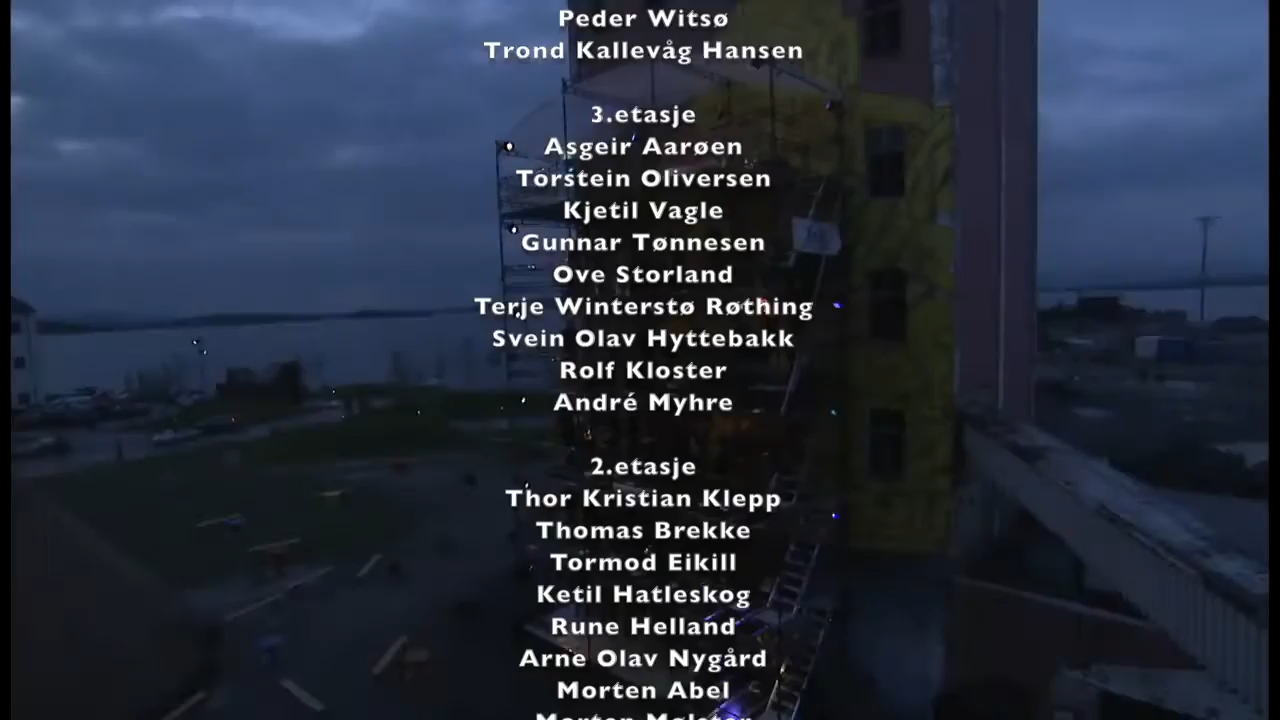 Peder Witsø
Trond Kallevåg Hansen
3.etasje
Asgeir Aarøen
Torstein Oliversen
Kjetil Vagle
Gunnar Tønnesen
Ove Storland
Terje Winterstø Røthing
Svein Olav Hyttebakk
Rolf Kloster
André Myhre
2.etasje
Thor Kristian Klepp
Thomas Brekke
Tormod Eikill
Ketil Hatleskog
Rune Helland
Arne Olav Nygård
Morten Abel
Morten